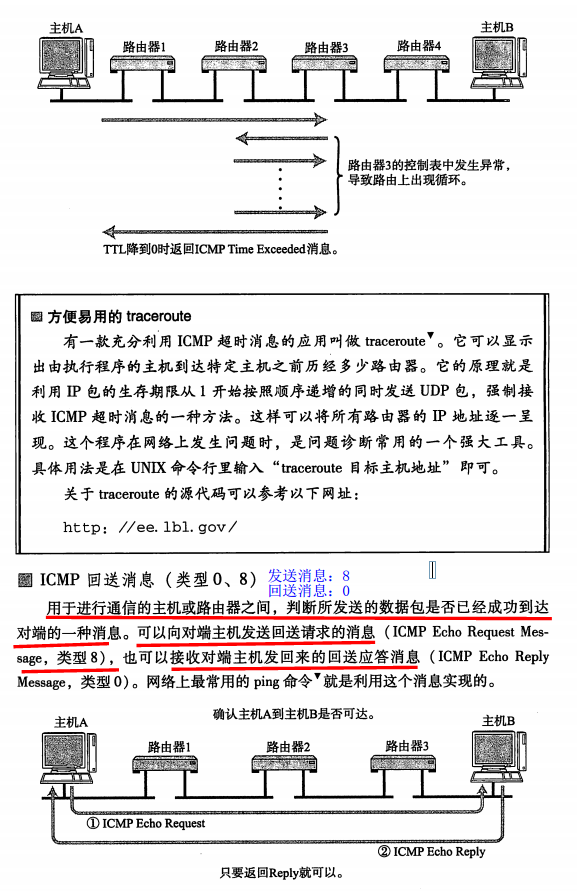 主机A
主机B
路由器1
路由器2
路由器3
路由器4
路由器3的控制表中发生异常，
导致路由上出现循环。
TTL降到0时返回ICMP Time Exceeded消息。
方便易用的 traceroute
有一款充分利用 ICMP 超时消息的应用叫做 traceroute▼。它可以显示
出由执行程序的主机到达特定主机之前历经多少路由器。它的原理就是
利用 IP 包的生存期限从 1 开始按照顺序递增的同时发送 UDP 包，强制接
收 ICMP 超时消息的一种方法。这样可以将所有路由器的 IP 地址逐一呈
现。这个程序在网络上发生问题时，是问题诊断常用的一个强大工具。
具体用法是在 UNIX 命令行里输入“traceroute 目标主机地址”即可。
关于 traceroute 的源代码可以参考以下网址：
http: //ee.lbl.gov/
ICMP 回送消息（类型 0、8）
发送消息：8
回送消息：0
用于进行通信的主机或路由器之间，判断所发送的数据包是否已经成功到达
对端的一种消息。可以向对端主机发送回送请求的消息（ICMP Echo Request Mes-
sage，类型 8），也可以接收对端主机发回来的回送应答消息（ICMP Echo Reply
Message，类型 0）。网络上最常用的 ping 命令▼就是利用这个消息实现的。
确认主机A到主机B是否可达。
主机A
主机B
路由器1
路由器2
路由器3
① ICMP Echo Request
② ICMP Echo Reply
只要返回Reply就可以。